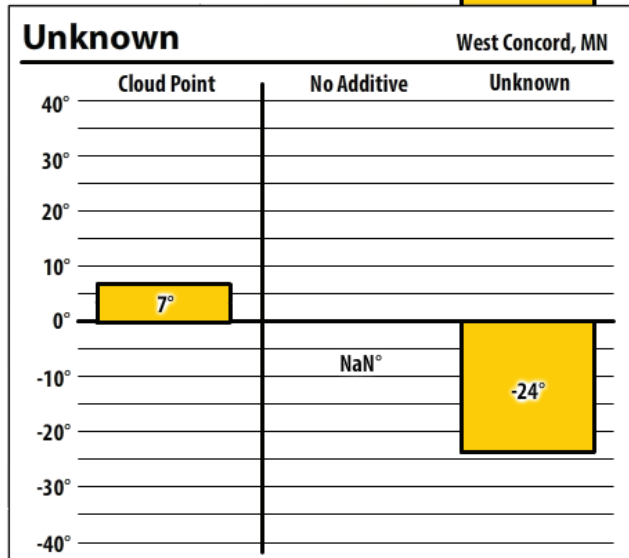 Unknown
West Concord, MN
Cloud Point
No Additive
Unknown
40°
30°
20°
10°
7°
0°
NaN°
-10°
-24°
-20°
-30°
-40°